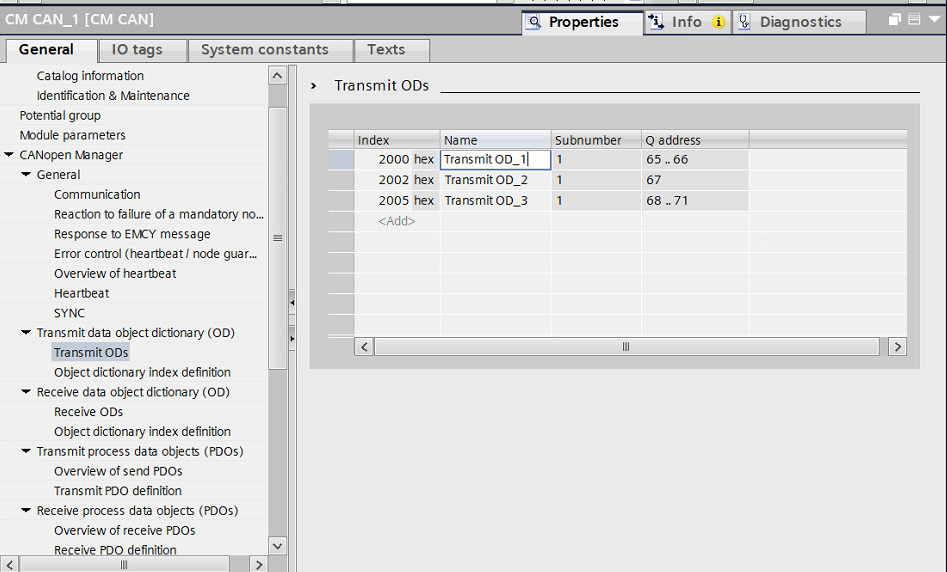 CM CAN_1 [CM CAN]
Properties
Info
Diagnostics
General
IO tags
System constants
Texts
Catalog information
Identification & Maintenance
Potential group
Module parameters
CANopen Manager
General
Communication
Reaction to failure of a mandatory no...
Response to EMCY message
Error control (heartbeat / node guar...
Overview of heartbeat
Heartbeat
SYNC
Transmit data object dictionary (OD)
Transmit ODs
Object dictionary index definition
Receive data object dictionary (OD)
Receive ODs
Object dictionary index definition
Transmit process data objects (PDOs)
Overview of send PDOs
Transmit PDO definition
Receive process data objects (PDOs)
Overview of receive PDOs
Receive PDO definition
Transmit ODs
Index Name Subnumber Q address
2000 hex Transmit OD_1 1 65 .. 66
2002 hex Transmit OD_2 1 67
2005 hex Transmit OD_3 1 68 .. 71
<Add>